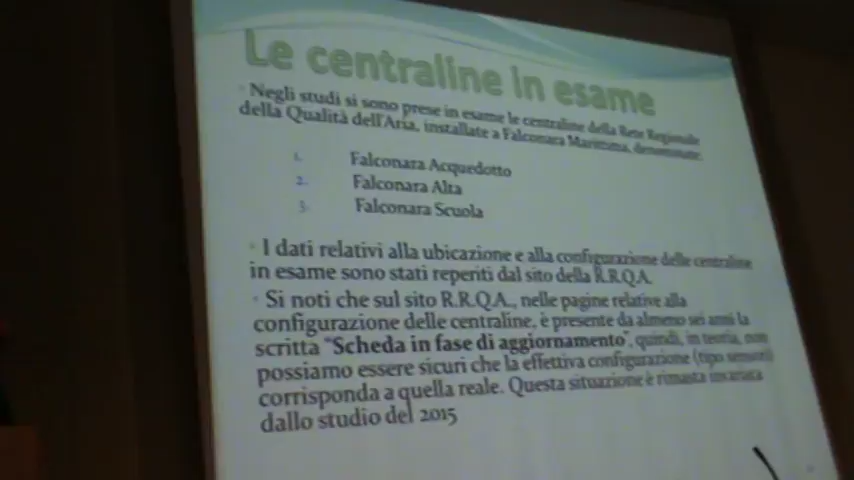 Le centraline in esame
Negli studi si sono prese in esame le centraline della Rete Regionale
della Qualità dell'Aria, installate a Falconara Marittima, denominate:
1. Falconara Acquedotto
2. Falconara Alta
3. Falconara Scuola
I dati relativi alla ubicazione e alla configurazione delle centraline
in esame sono stati reperiti dal sito della R.R.Q.A.
Si noti che sul sito R.R.Q.A., nelle pagine relative alla
configurazione delle centraline, è presente da almeno sei anni la
scritta "Scheda in fase di aggiornamento", quindi, in teoria, non
possiamo essere sicuri che la effettiva configurazione (tipo sensori)
corrisponda a quella reale. Questa situazione è rimasta invariata
dallo studio del 2015